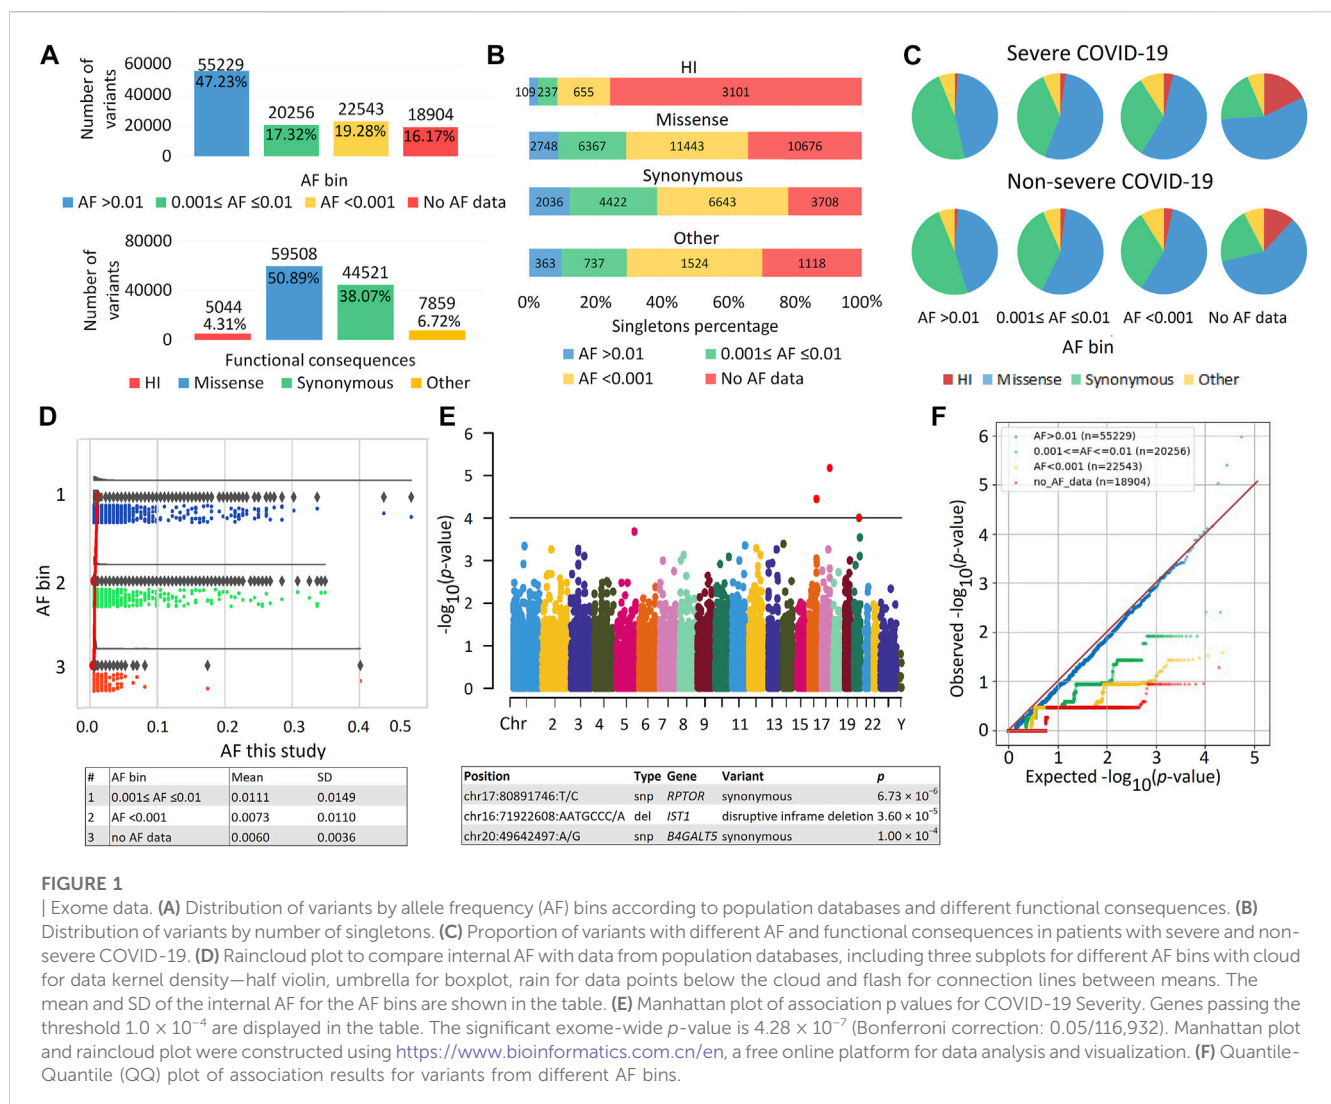 A
Number of
variants
60000
40000
20000
0
55229
47.23%
20256
17.32%
22543
19.28%
18904
16.17%
AF bin
AF >0.01
0.001≤ AF ≤0.01
AF <0.001
No AF data
Number of
variants
80000
40000
0
5044
4.31%
59508
50.89%
44521
38.07%
7859
6.72%
Functional consequences
HI
Missense
Synonymous
Other
B
HI
109 237 655 3101
Missense
2748 6367 11443 10676
Synonymous
2036 4422 6643 3708
Other
363 737 1524 1118
0% 20% 40% 60% 80% 100%
Singletons percentage
AF >0.01
0.001≤ AF ≤0.01
AF <0.001
No AF data
C
Severe COVID-19
Non-severe COVID-19
AF >0.01 0.001≤ AF ≤0.01 AF <0.001 No AF data
AF bin
HI Missense Synonymous Other
D
AF bin
1
2
3
0.0 0.1 0.2 0.3 0.4 0.5
AF this study
# AF bin Mean SD
1 0.001≤ AF ≤0.01 0.0111 0.0149
2 AF <0.001 0.0073 0.0110
3 no AF data 0.0060 0.0036
E
-log10(p-value)
6
5
4
3
2
1
0
Chr 2 3 4 5 6 7 8 9 11 13 15 17 19 22 Y
Position Type Gene Variant p
chr17:80891746:T/C snp RPTOR synonymous 6.73 × 10−6
chr16:71922608:AATGCCC/A del IST1 disruptive inframe deletion 3.60 × 10−5
chr20:49642497:A/G snp B4GALT5 synonymous 1.00 × 10−4
F
Observed -log10(p-value)
6
5
4
3
2
1
0
AF>0.01 (n=55229)
0.001<=AF<=0.01 (n=20256)
AF<0.001 (n=22543)
no_AF_data (n=18904)
0 1 2 3 4 5
Expected -log10(p-value)
FIGURE 1
| Exome data. (A) Distribution of variants by allele frequency (AF) bins according to population databases and different functional consequences. (B)
Distribution of variants by number of singletons. (C) Proportion of variants with different AF and functional consequences in patients with severe and non-
severe COVID-19. (D) Raincloud plot to compare internal AF with data from population databases, including three subplots for different AF bins with cloud
for data kernel density—half violin, umbrella for boxplot, rain for data points below the cloud and flash for connection lines between means. The
mean and SD of the internal AF for the AF bins are shown in the table. (E) Manhattan plot of association p values for COVID-19 Severity. Genes passing the
threshold 1.0 × 10−4 are displayed in the table. The significant exome-wide p-value is 4.28 × 10−7 (Bonferroni correction: 0.05/116,932). Manhattan plot
and raincloud plot were constructed using https://www.bioinformatics.com.cn/en, a free online platform for data analysis and visualization. (F) Quantile-
Quantile (QQ) plot of association results for variants from different AF bins.